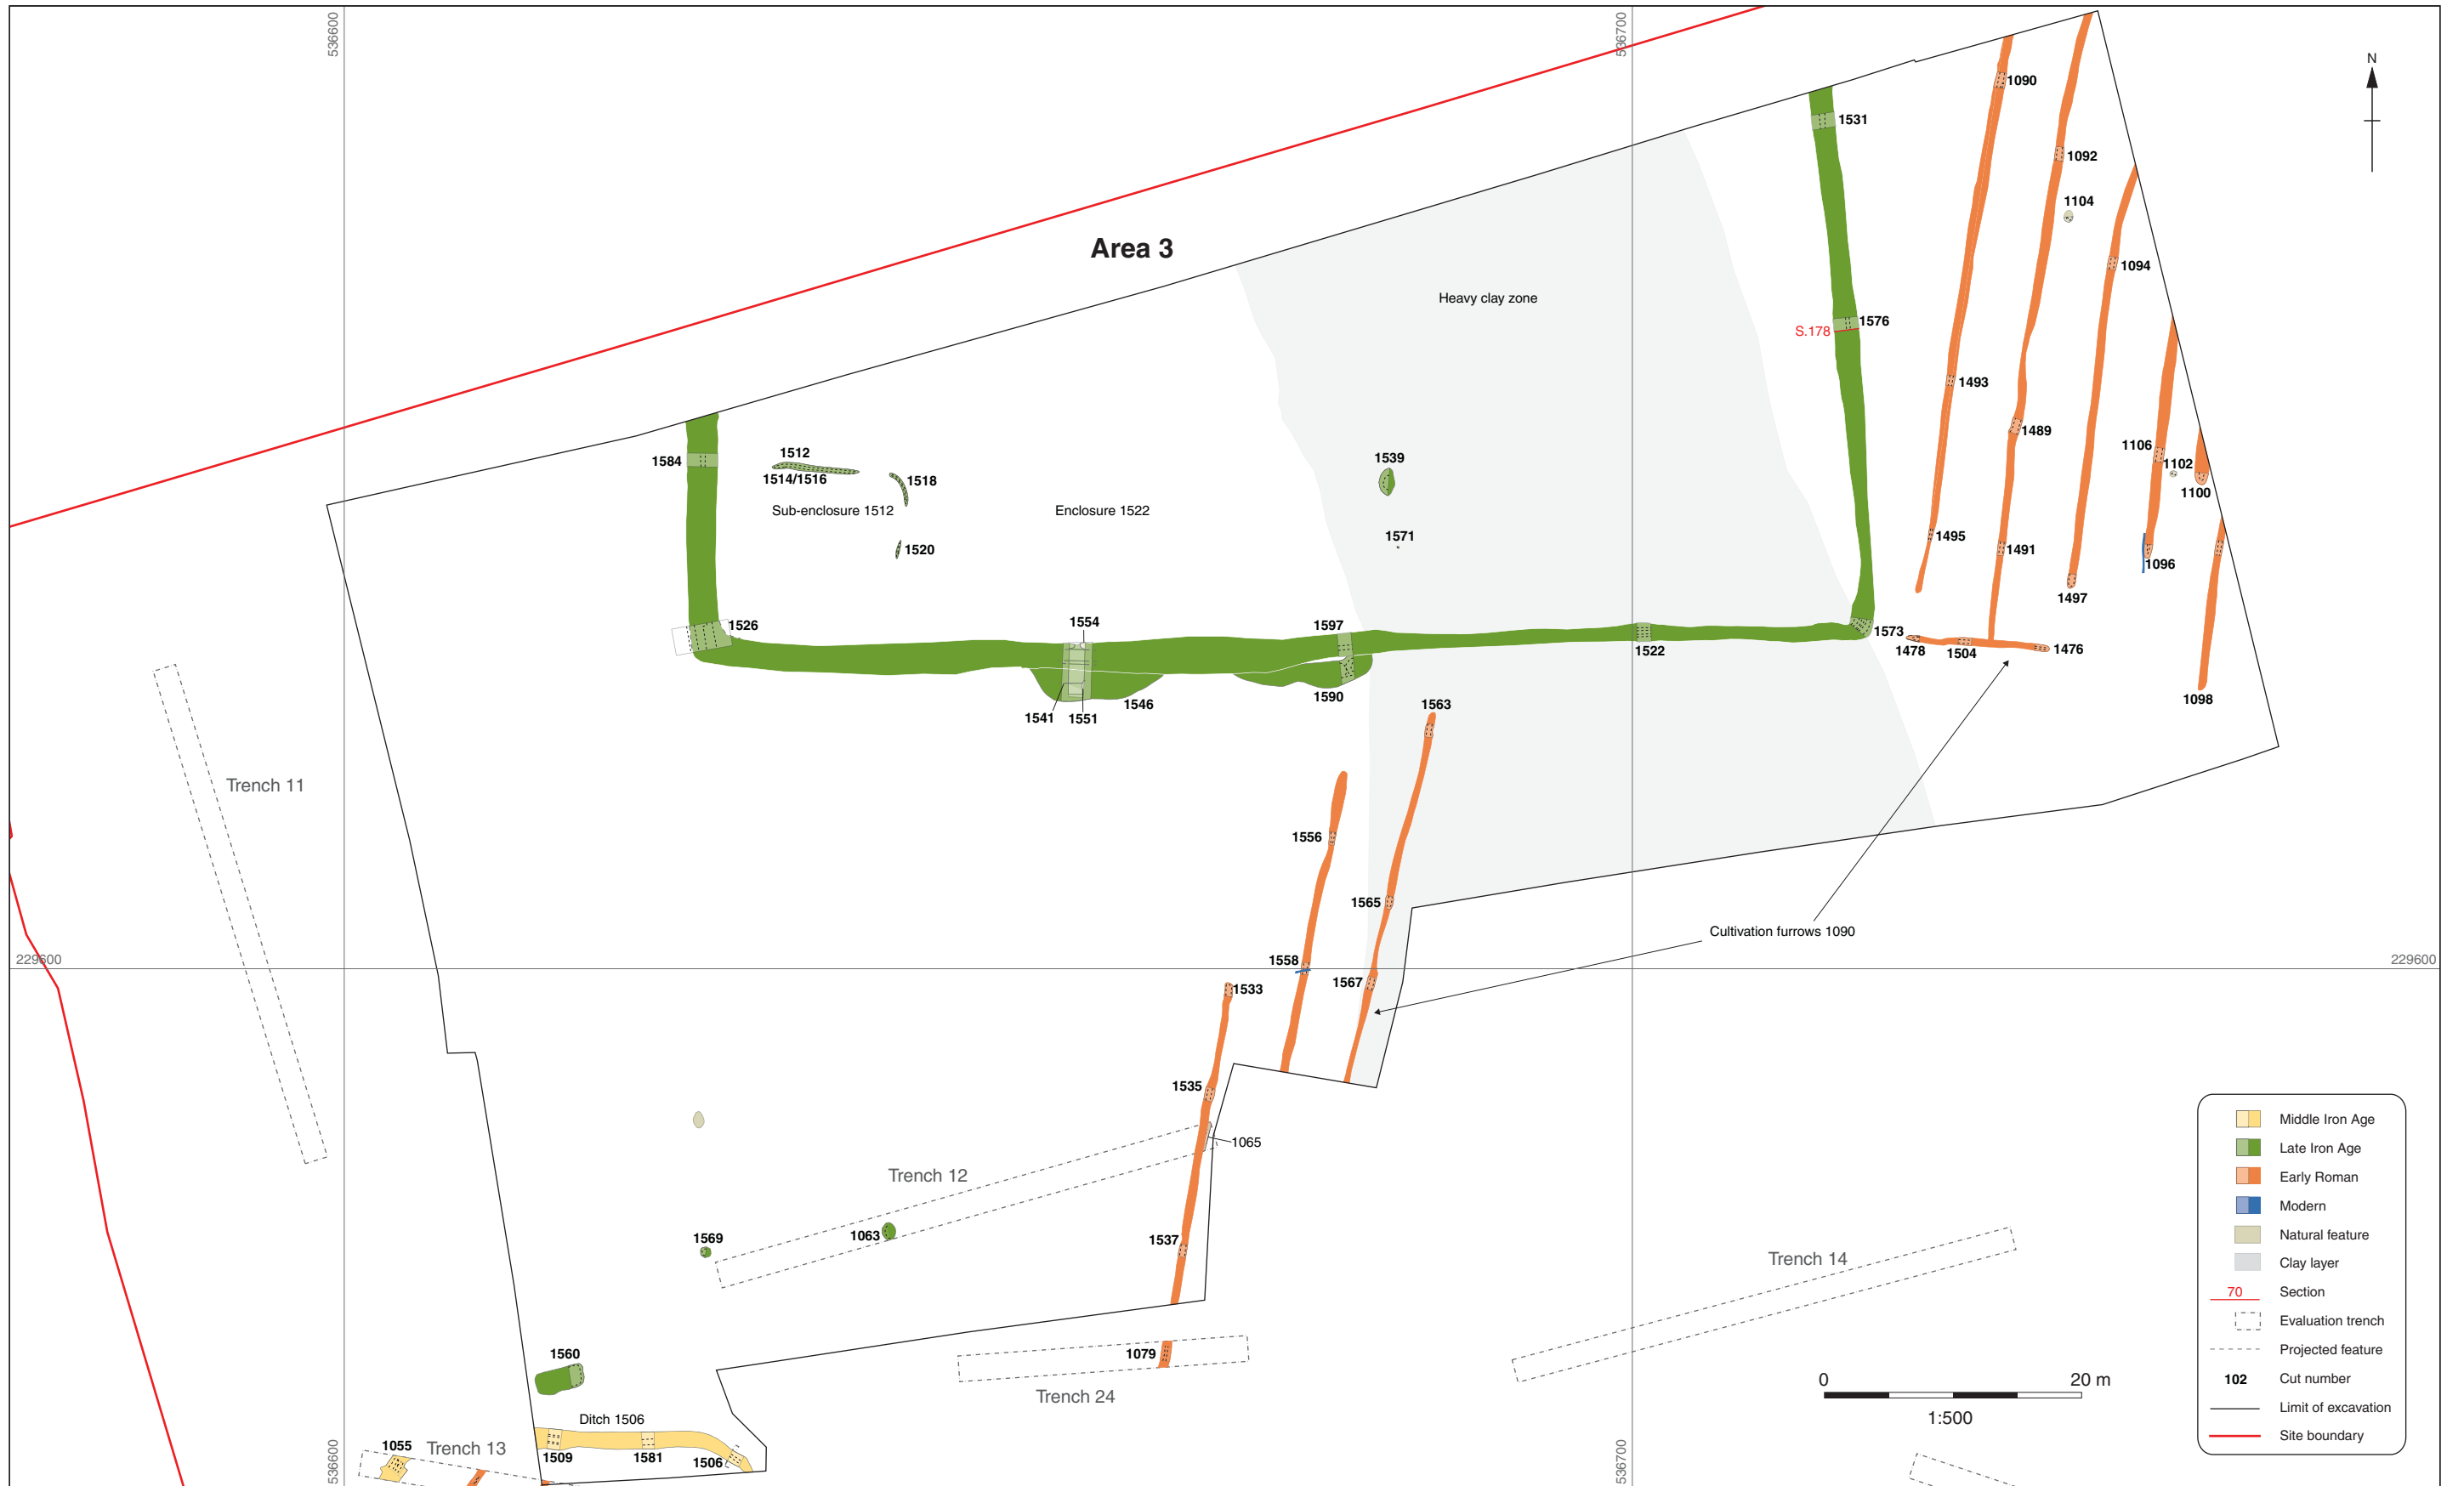 536600
536700
N
1090
1531
1092
1104
Area 3
1094
Heavy clay zone
1576
S.178
1493
1489
1106
1512
1539
1584
1102
1514/1516
1518
1100
Sub-enclosure 1512
Enclosure 1522
1571
1495
1520
1491
1096
1497
1554
1597
1526
1573
1522
1478
1504
1476
1590
1098
1546
1563
1541
1551
Trench 11
1556
1565
Cultivation furrows 1090
229600
1558
229600
1567
1533
1535
1065
Trench 12
1063
1569
1537
Trench 14
1560
1079
Trench 24
Ditch 1506
1055
Trench 13
1509
1581
1506
536600
536700
0
20 m
1:500
Middle Iron Age
Late Iron Age
Early Roman
Modern
Natural feature
Clay layer
70
Section
Evaluation trench
Projected feature
102
Cut number
Limit of excavation
Site boundary